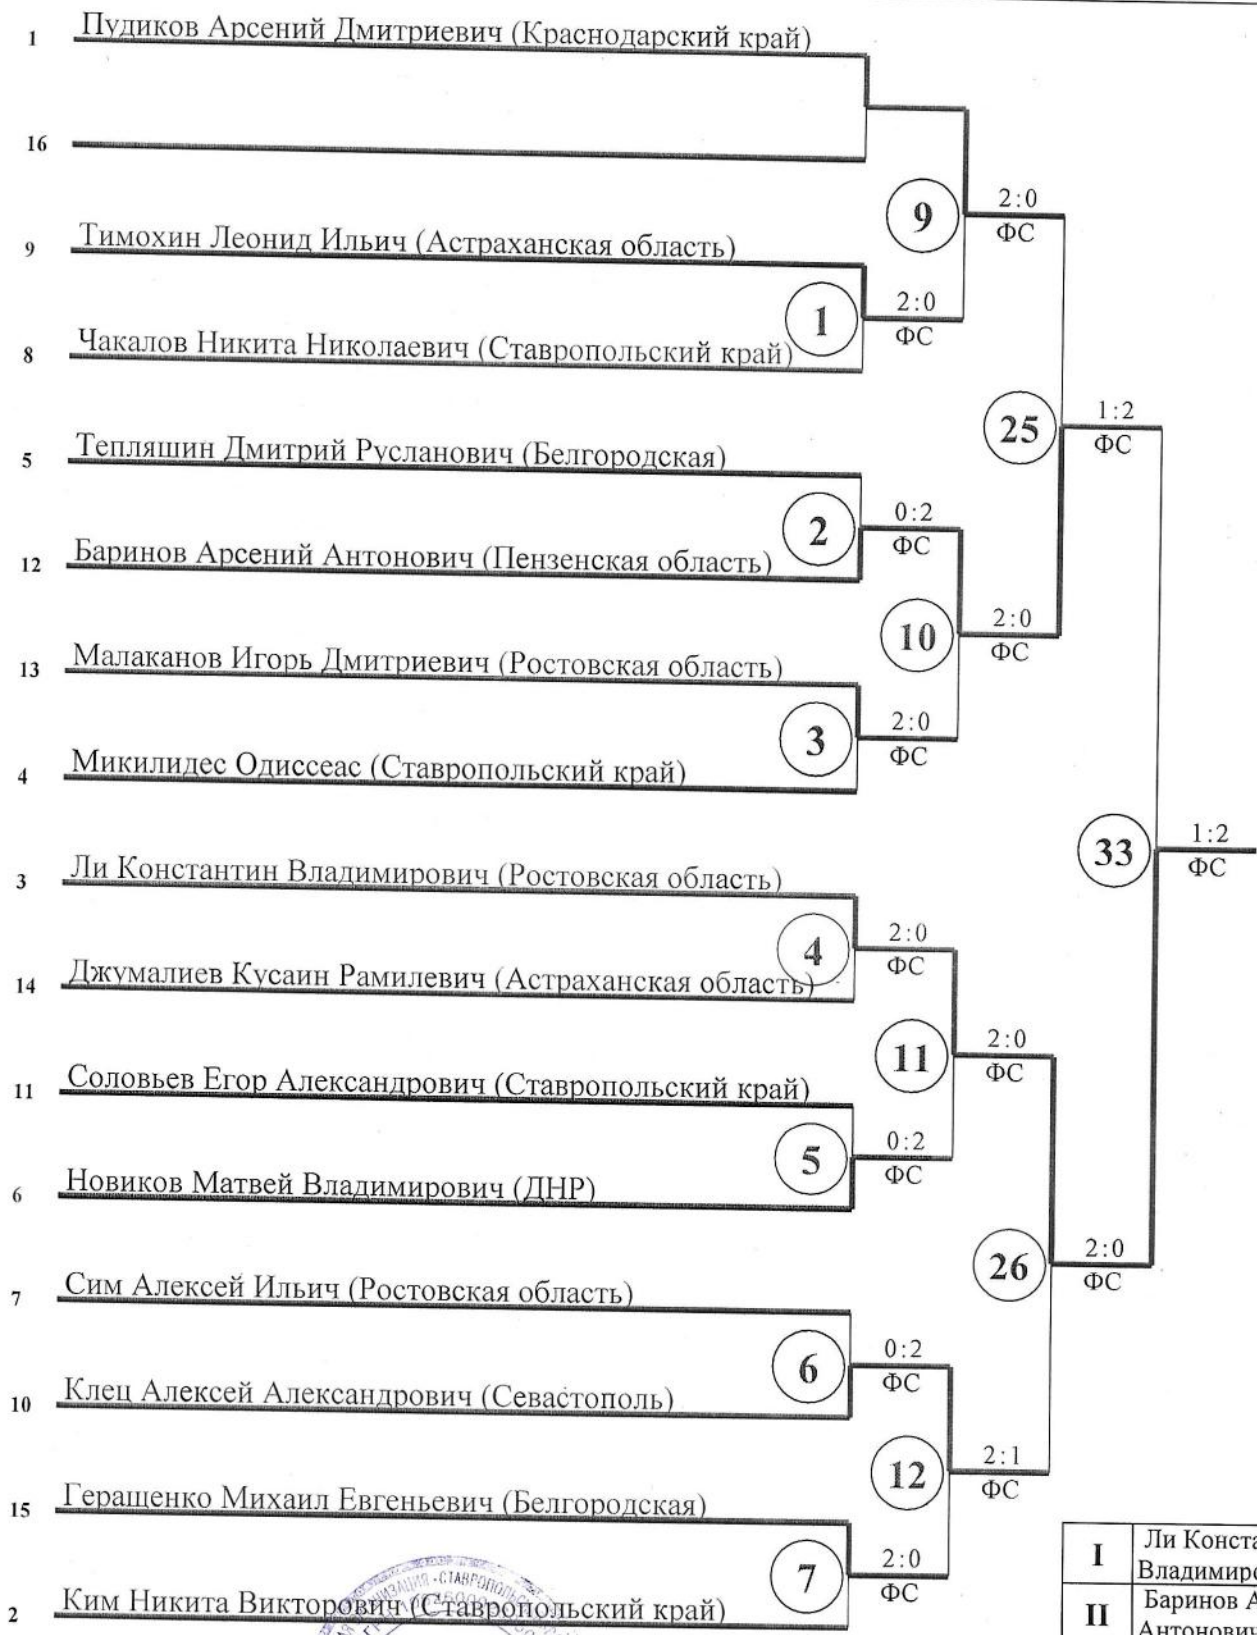 1 Пудиков Арсений Дмитриевич (Краснодарский край)
16
9 2:0
ФС
9 Тимохин Леонид Ильич (Астраханская область)
1 2:0
ФС
8 Чакалов Никита Николаевич (Ставропольский край)
25 1:2
ФС
5 Тепляшин Дмитрий Русланович (Белгородская)
2 0:2
ФС
12 Баринов Арсений Антонович (Пензенская область)
10 2:0
ФС
13 Малаканов Игорь Дмитриевич (Ростовская область)
3 2:0
ФС
4 Микилидес Одиссеас (Ставропольский край)
33 1:2
ФС
3 Ли Константин Владимирович (Ростовская область)
4 2:0
ФС
14 Джумалиев Кусаин Рамилевич (Астраханская область)
11 2:0
ФС
11 Соловьев Егор Александрович (Ставропольский край)
5 0:2
ФС
6 Новиков Матвей Владимирович (ДНР)
26 2:0
ФС
7 Сим Алексей Ильич (Ростовская область)
6 0:2
ФС
10 Клец Алексей Александрович (Севастополь)
12 2:1
ФС
15 Геращенко Михаил Евгеньевич (Белгородская)
7 2:0
ФС
2 Ким Никита Викторович (Ставропольский край)
I Ли Конста
Владимиро
II Баринов А
Антонович